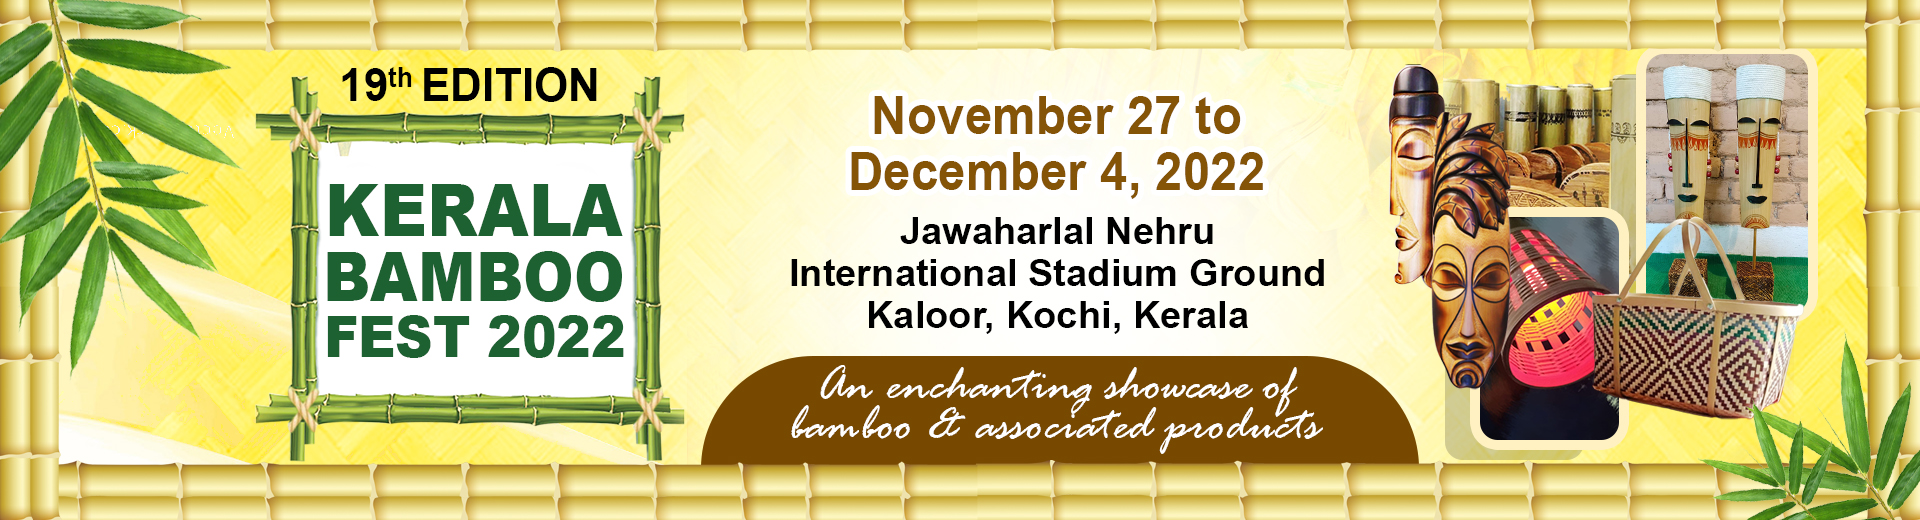 19th EDITION
KERALA
BAMBOO
FEST 2022
November 27 to
December 4, 2022
Jawaharlal Nehru
International Stadium Ground
Kaloor, Kochi, Kerala
An enchanting showcase of
bamboo & associated products